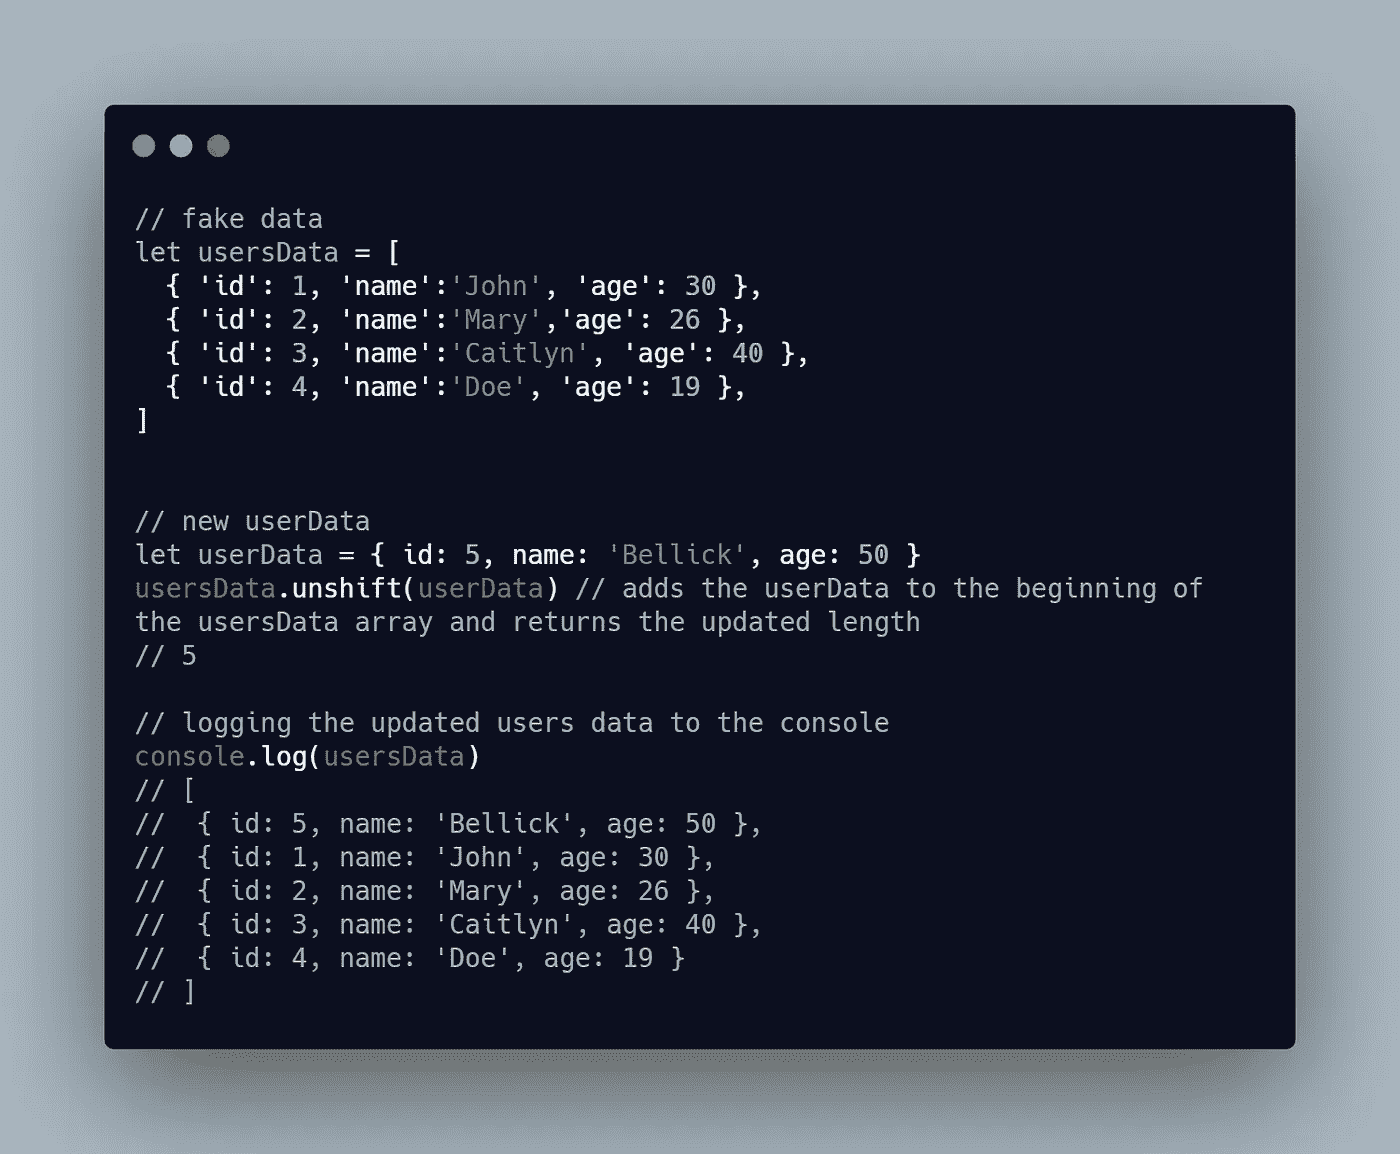 // fake data
let usersData = [
  { 'id': 1, 'name':'John', 'age': 30 },
  { 'id': 2, 'name':'Mary','age': 26 },
  { 'id': 3, 'name':'Caitlyn', 'age': 40 },
  { 'id': 4, 'name':'Doe', 'age': 19 },
]
// new userData
let userData = { id: 5, name: 'Bellick', age: 50 }
usersData.unshift(userData) // adds the userData to the beginning of
the usersData array and returns the updated length
// 5
// logging the updated users data to the console
console.log(usersData)
// [
//  { id: 5, name: 'Bellick', age: 50 },
//  { id: 1, name: 'John', age: 30 },
//  { id: 2, name: 'Mary', age: 26 },
//  { id: 3, name: 'Caitlyn', age: 40 },
//  { id: 4, name: 'Doe', age: 19 }
// ]